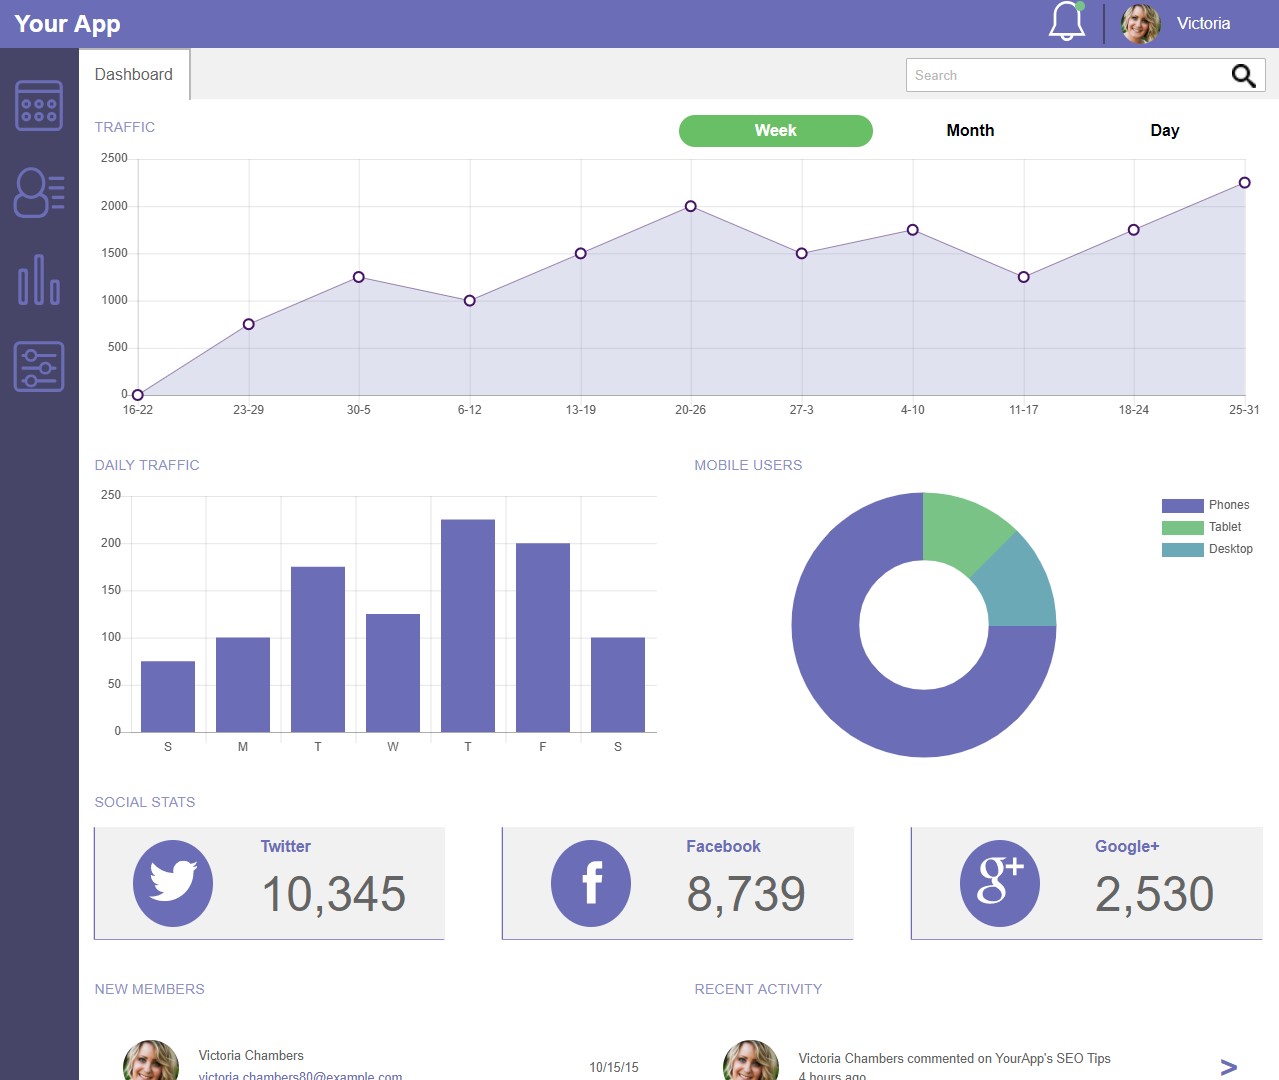 Your App
Victoria
Dashboard
Search
TRAFFIC
Week Month Day
2500
2000
1500
1000
500
0
16-22 23-29 30-5 6-12 13-19 20-26 27-3 4-10 11-17 18-24 25-31
DAILY TRAFFIC
250
200
150
100
50
0
S M T W T F S
MOBILE USERS
Phones
Tablet
Desktop
SOCIAL STATS
Twitter
10,345
Facebook
8,739
g+
Google+
2,530
NEW MEMBERS
Victoria Chambers
victoria.chambers80@example.com
10/15/15
RECENT ACTIVITY
Victoria Chambers commented on YourApp's SEO Tips
4 hours ago
>